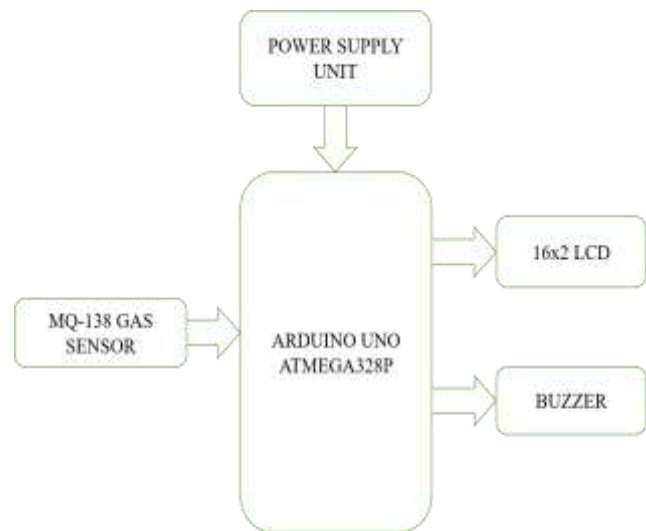 POWER SUPPLY
UNIT
16x2 LCD
MQ-138 GAS
SENSOR
ARDUINO UNO
ATMEGA328P
BUZZER